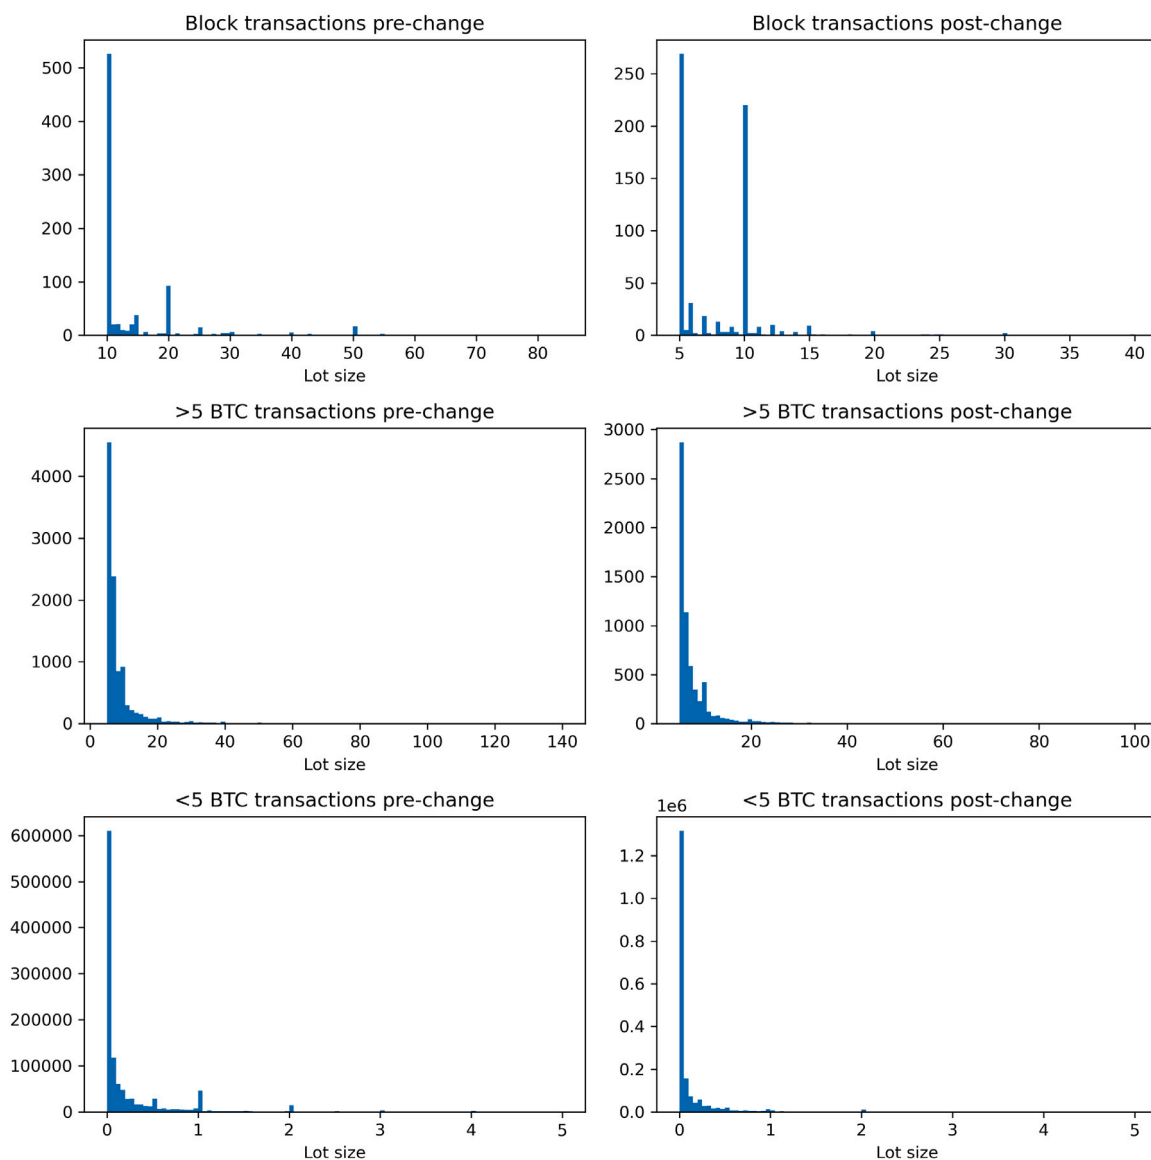 Block transactions pre-change
500
400
300
200
100
0
10 20 30 40 50 60 70 80
Lot size
Block transactions post-change
250
200
150
100
50
0
5 10 15 20 25 30 35 40
Lot size
>5 BTC transactions pre-change
4000
3000
2000
1000
0
0 20 40 60 80 100 120 140
Lot size
>5 BTC transactions post-change
3000
2500
2000
1500
1000
500
0
20 40 60 80 100
Lot size
<5 BTC transactions pre-change
600000
500000
400000
300000
200000
100000
0
0 1 2 3 4 5
Lot size
<5 BTC transactions post-change
1e6
1.2
1.0
0.8
0.6
0.4
0.2
0.0
0 1 2 3 4 5
Lot size